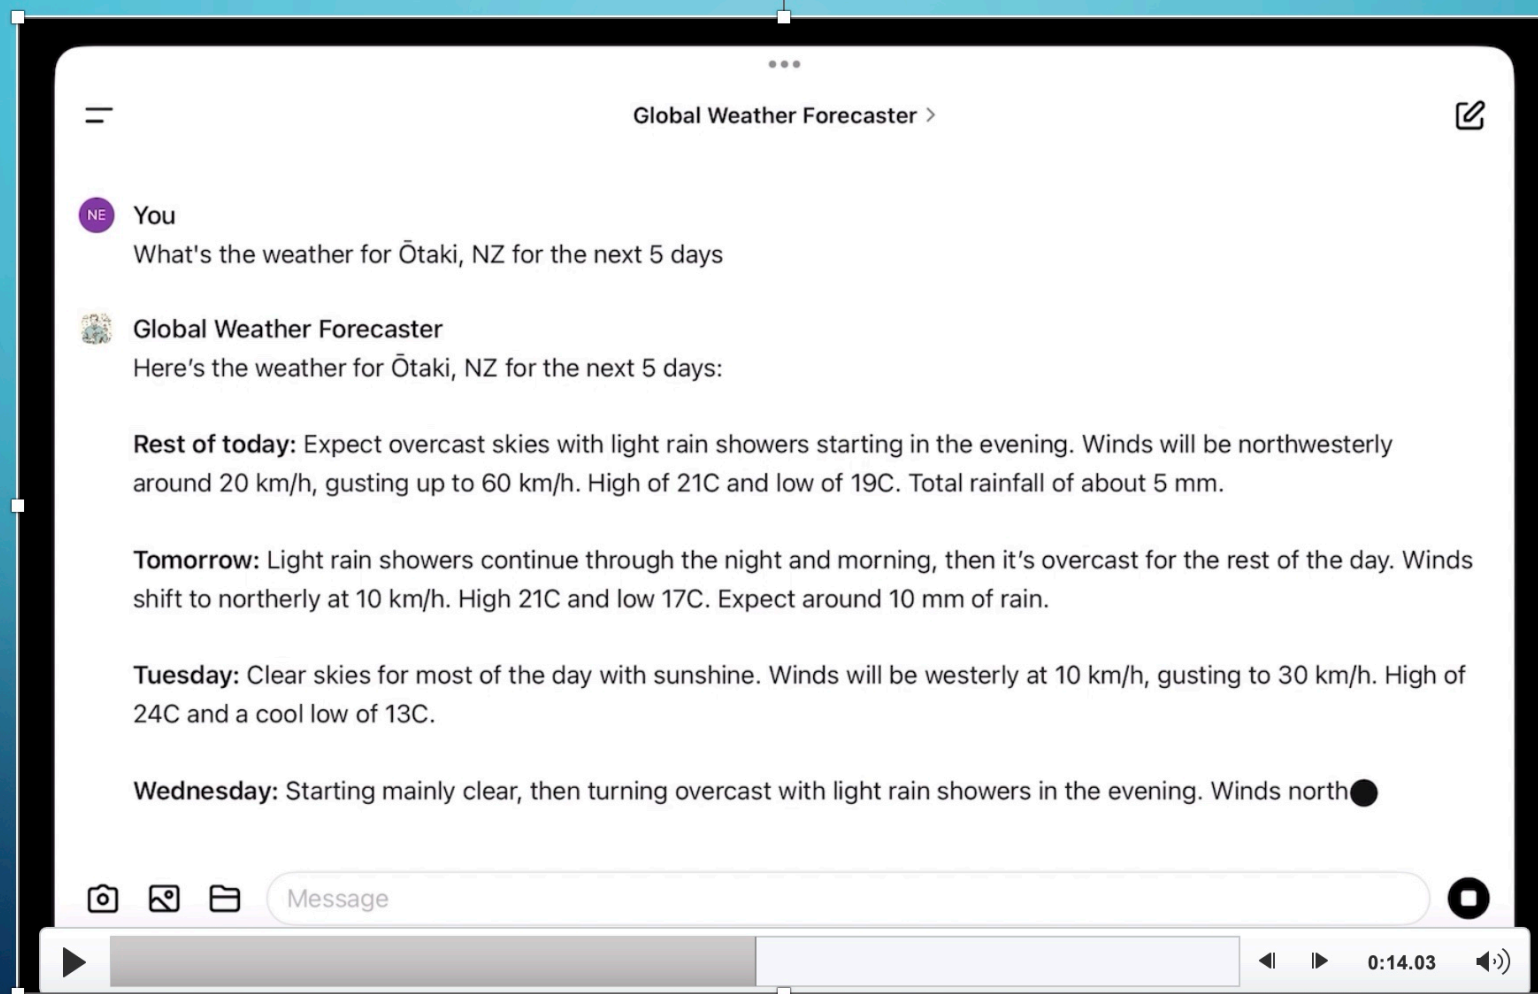 Global Weather Forecaster >
NE
You
What's the weather for Ōtaki, NZ for the next 5 days
Global Weather Forecaster
Here’s the weather for Ōtaki, NZ for the next 5 days:
Rest of today: Expect overcast skies with light rain showers starting in the evening. Winds will be northwesterly
around 20 km/h, gusting up to 60 km/h. High of 21C and low of 19C. Total rainfall of about 5 mm.
Tomorrow: Light rain showers continue through the night and morning, then it’s overcast for the rest of the day. Winds
shift to northerly at 10 km/h. High 21C and low 17C. Expect around 10 mm of rain.
Tuesday: Clear skies for most of the day with sunshine. Winds will be westerly at 10 km/h, gusting to 30 km/h. High of
24C and a cool low of 13C.
Wednesday: Starting mainly clear, then turning overcast with light rain showers in the evening. Winds north
Message
0:14.03